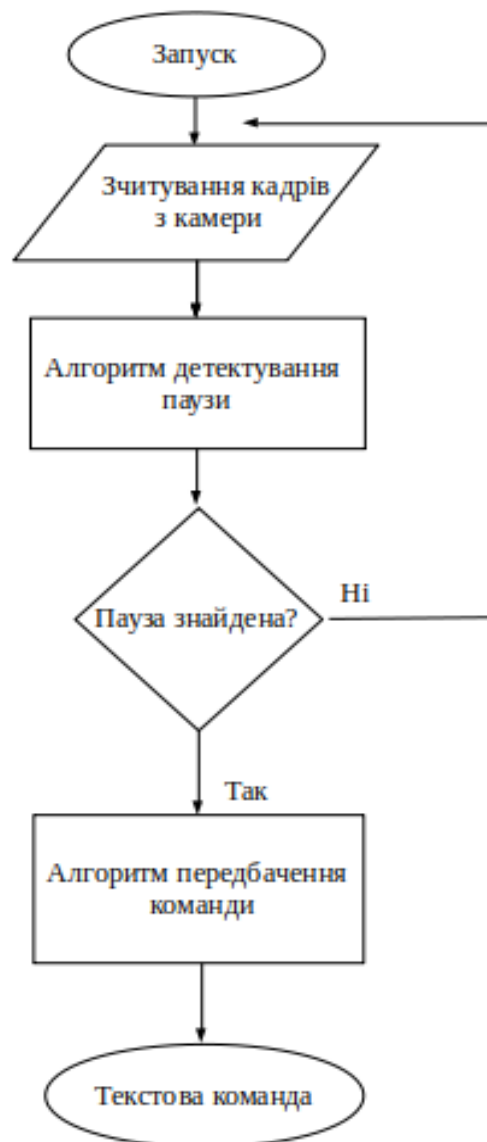 Запуск
Зчитування кадрів
з камери
Алгоритм детектування
паузи
Пауза знайдена?
Ні
Так
Алгоритм передбачення
команди
Текстова команда